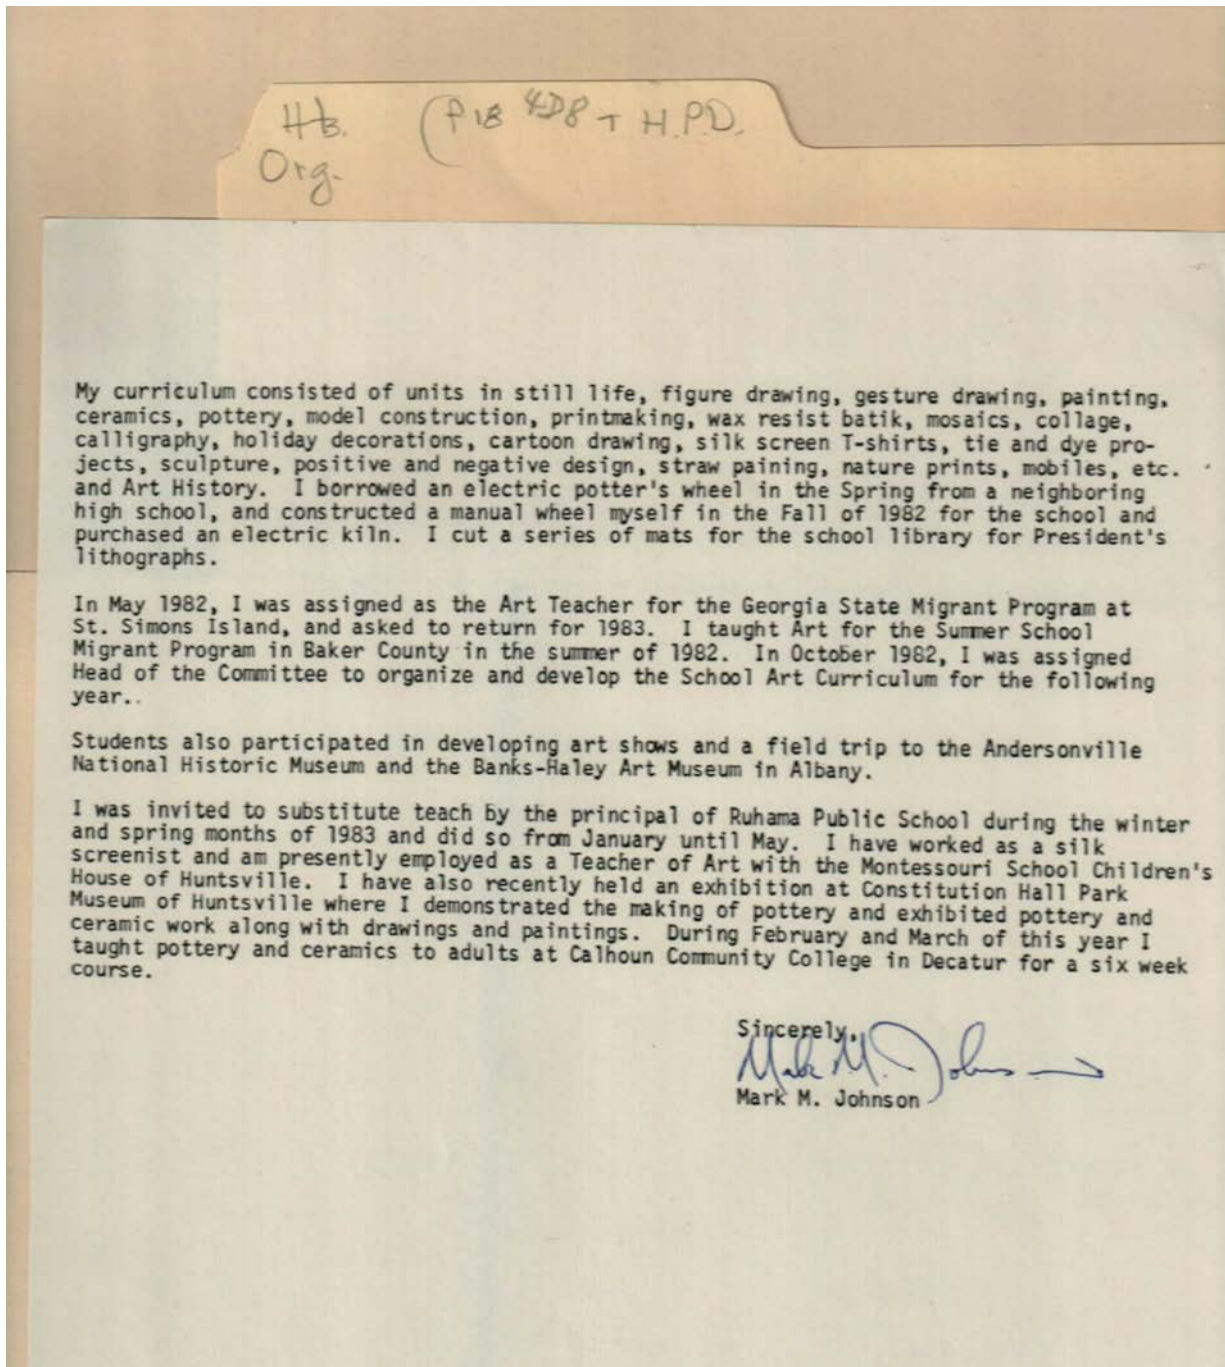 Org.
H.P.D.
My curriculum consisted of units in still life, figure drawing, gesture drawing, painting,
ceramics, pottery, model construction, printmaking, wax resist batik, mosaics, collage,
calligraphy, holiday decorations, cartoon drawing, silk screen T-shirts, tie and dye pro-
jects, sculpture, positive and negative design, straw paining, nature prints, mobiles, etc.
and Art History. I borrowed an electric potter's wheel in the Spring from a neighboring
high school, and constructed a manual wheel myself in the Fall of 1982 for the school and
purchased an electric kiln. I cut a series of mats for the school library for President's
lithographs.
In May 1982, I was assigned as the Art Teacher for the Georgia State Migrant Program at
St. Simons Island, and asked to return for 1983. I taught Art for the Summer School
Migrant Program in Baker County in the summer of 1982. In October 1982, I was assigned
Head of the Committee to organize and develop the School Art Curriculum for the following
year..
Students also participated in developing art shows and a field trip to the Andersonville
National Historic Museum and the Banks-Haley Art Museum in Albany.
I was invited to substitute teach by the principal of Ruhama Public School during the winter
and spring months of 1983 and did so from January until May. I have worked as a silk
screenist and am presently employed as a Teacher of Art with the Montessouri School Children's
House of Huntsville. I have also recently held an exhibition at Constitution Hall Park
Museum of Huntsville where I demonstrated the making of pottery and exhibited pottery and
ceramic work along with drawings and paintings. During February and March of this year I
taught pottery and ceramics to adults at Calhoun Community College in Decatur for a six week
course.
Sincerely,
Mark M. Johnson
Mark M. Johnson